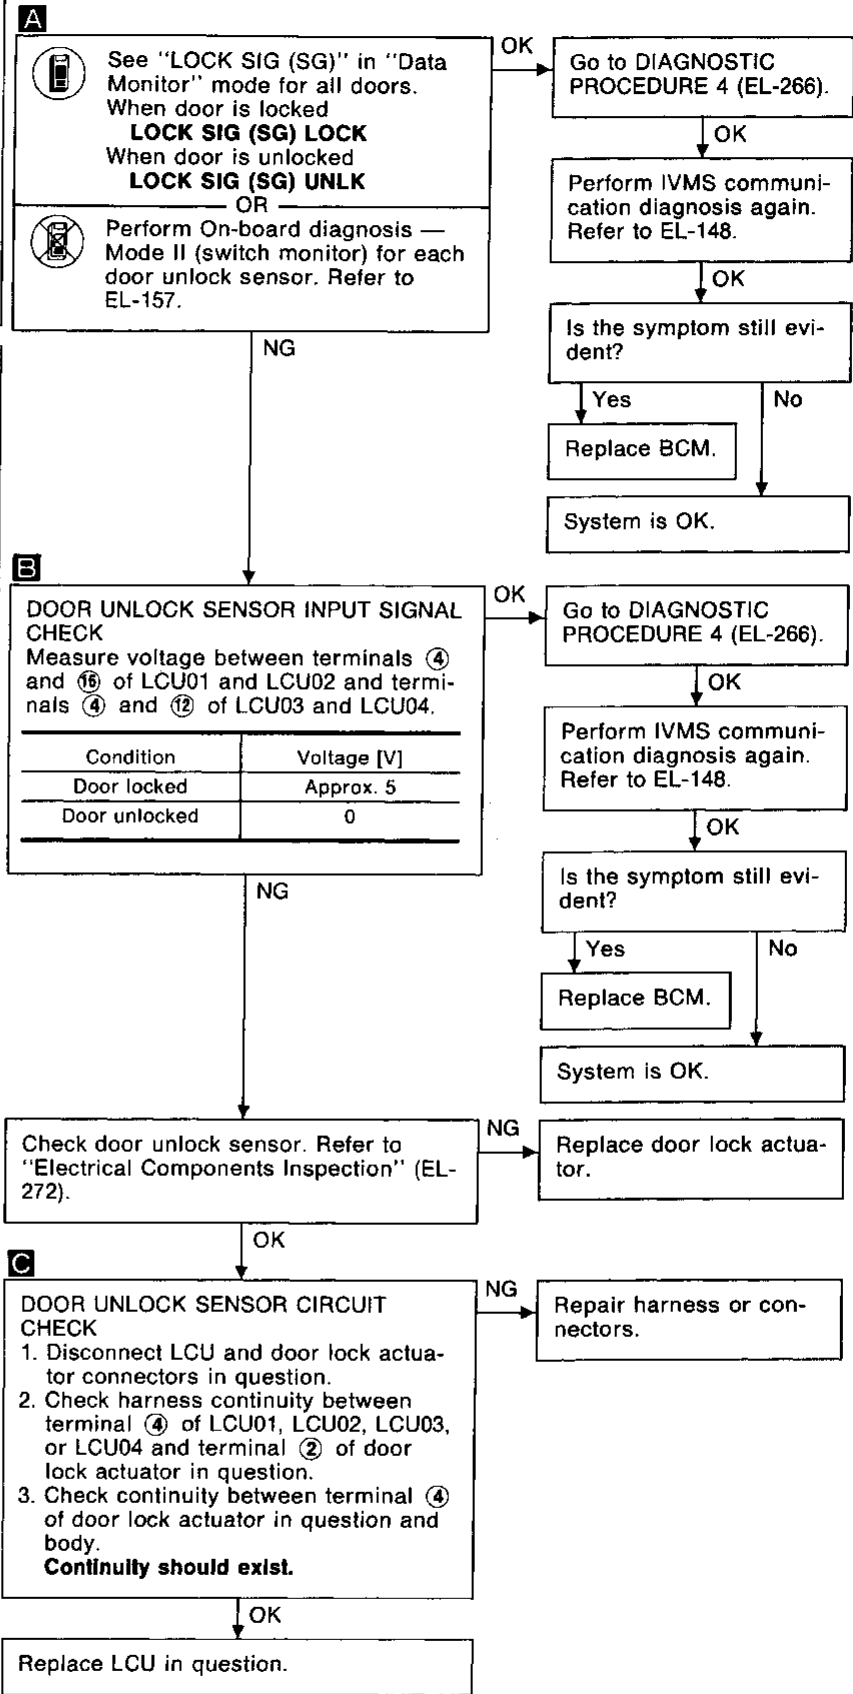 A
See "LOCK SIG (SG)" in "Data
Monitor" mode for all doors.
When door is locked
LOCK SIG (SG) LOCK
When door is unlocked
LOCK SIG (SG) UNLK
OR
Perform On-board diagnosis —
Mode II (switch monitor) for each
door unlock sensor. Refer to
EL-157.
OK
Go to DIAGNOSTIC
PROCEDURE 4 (EL-266).
OK
Perform IVMS communi-
cation diagnosis again.
Refer to EL-148.
OK
Is the symptom still evi-
dent?
Yes
No
Replace BCM.
System is OK.
NG
B
DOOR UNLOCK SENSOR INPUT SIGNAL
CHECK
Measure voltage between terminals ④
and ⑯ of LCU01 and LCU02 and termi-
nals ④ and ⑫ of LCU03 and LCU04.
Condition Voltage [V]
Door locked Approx. 5
Door unlocked 0
OK
Go to DIAGNOSTIC
PROCEDURE 4 (EL-266).
OK
Perform IVMS communi-
cation diagnosis again.
Refer to EL-148.
OK
Is the symptom still evi-
dent?
Yes
No
Replace BCM.
System is OK.
NG
Check door unlock sensor. Refer to
"Electrical Components Inspection" (EL-
272).
NG
Replace door lock actua-
tor.
OK
C
DOOR UNLOCK SENSOR CIRCUIT
CHECK
1. Disconnect LCU and door lock actua-
tor connectors in question.
2. Check harness continuity between
terminal ④ of LCU01, LCU02, LCU03,
or LCU04 and terminal ② of door
lock actuator in question.
3. Check continuity between terminal ④
of door lock actuator in question and
body.
Continuity should exist.
NG
Repair harness or con-
nectors.
OK
Replace LCU in question.